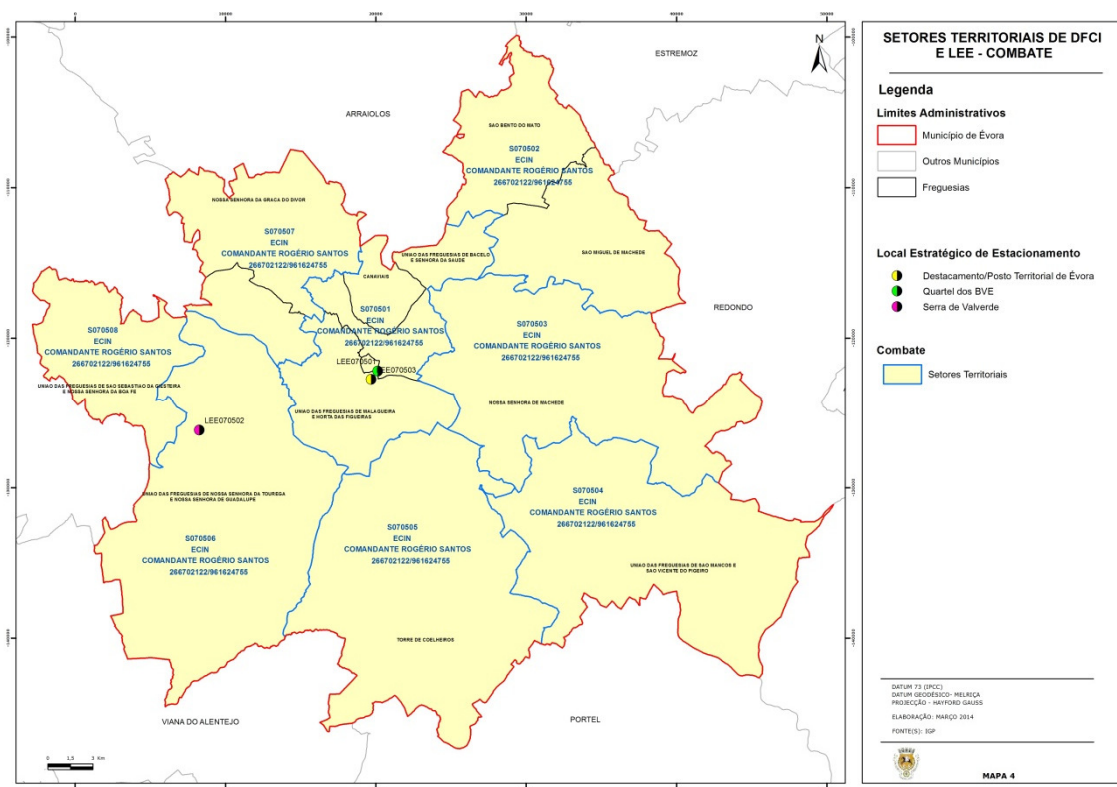 ESTREMOZ
ARRAIOLOS
SAO BENTO DO MATO
S070502
ECIN
COMANDANTE ROGÉRIO SANTOS
266702122/961624755
NOSSA SENHORA DA GRACA DO DIVOR
S070507
ECIN
COMANDANTE ROGÉRIO SANTOS
266702122/961624755
UNIAO DAS FREGUESIAS DE BACELO
E SENHORA DA SAUDE
SAO MIGUEL DE MACHEDE
CANAVIAIS
REDONDO
S070501
ECIN
COMANDANTE ROGÉRIO SANTOS
266702122/961624755
S070503
ECIN
COMANDANTE ROGÉRIO SANTOS
266702122/961624755
S070508
ECIN
COMANDANTE ROGÉRIO SANTOS
266702122/961624755
LEE070501
EE070503
UNIAO DAS FREGUESIAS DE SAO SEBASTIAO DA GIESTEIRA
E NOSSA SENHORA DA BOA FE
NOSSA SENHORA DE MACHEDE
UNIAO DAS FREGUESIAS DE MALAGUEIRA
E HORTA DAS FIGUEIRAS
LEE070502
UNIAO DAS FREGUESIAS DE NOSSA SENHORA DA TOUREGA
E NOSSA SENHORA DE GUADALUPE
S070504
ECIN
COMANDANTE ROGÉRIO SANTOS
266702122/961624755
S070505
ECIN
COMANDANTE ROGÉRIO SANTOS
266702122/961624755
S070506
ECIN
COMANDANTE ROGÉRIO SANTOS
266702122/961624755
UNIAO DAS FREGUESIAS DE SAO MANCOS E
SAO VICENTE DO PIGEIRO
TORRE DE COELHEIROS
VIANA DO ALENTEJO
PORTEL
0 1,5 3 Km
N
SETORES TERRITORIAIS DE DFCI
E LEE - COMBATE
Legenda
Limites Administrativos
Município de Évora
Outros Municípios
Freguesias
Local Estratégico de Estacionamento
Destacamento/Posto Territorial de Évora
Quartel dos BVE
Serra de Valverde
Combate
Setores Territoriais
DATUM 73 (IPCC)
DATUM GEODÉSICO- MELRIÇA
PROJECÇÃO - HAYFORD GAUSS
ELABORAÇÃO: MARÇO 2014
FONTE(S): IGP
MAPA 4